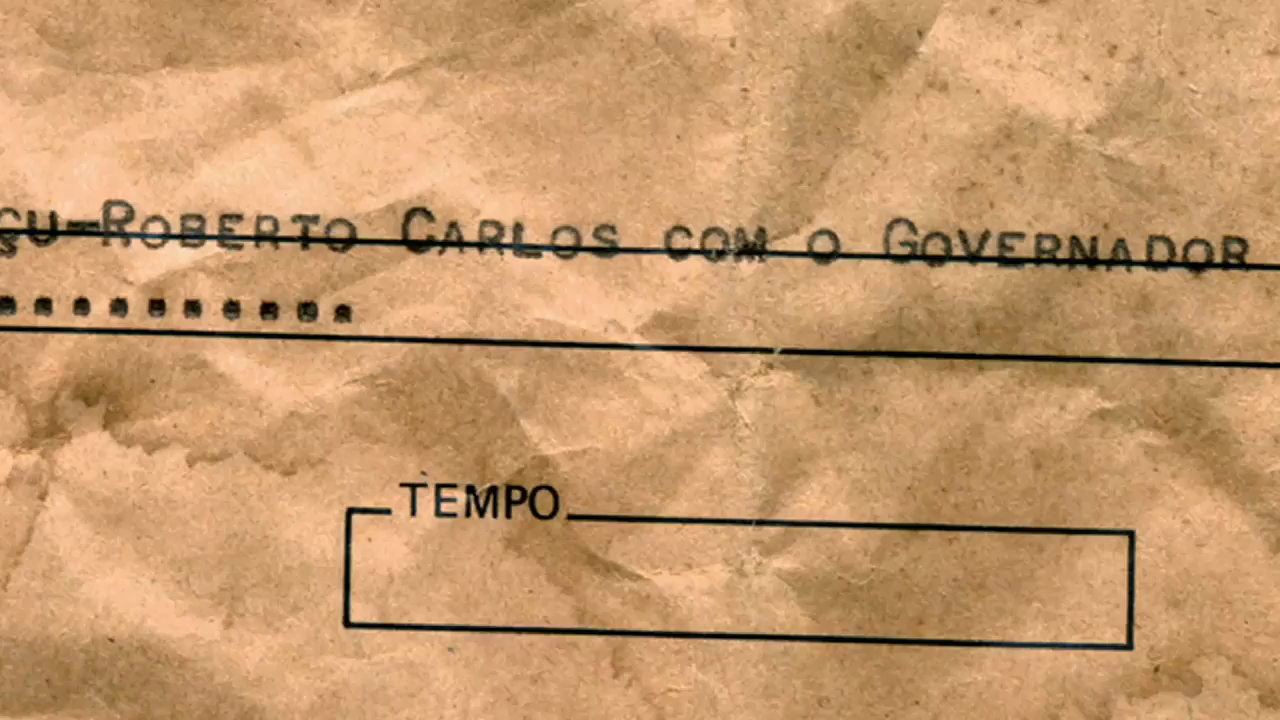 ÇU-ROBERTO CARLOS COM O GOVERNADOR
..........
TEMPO